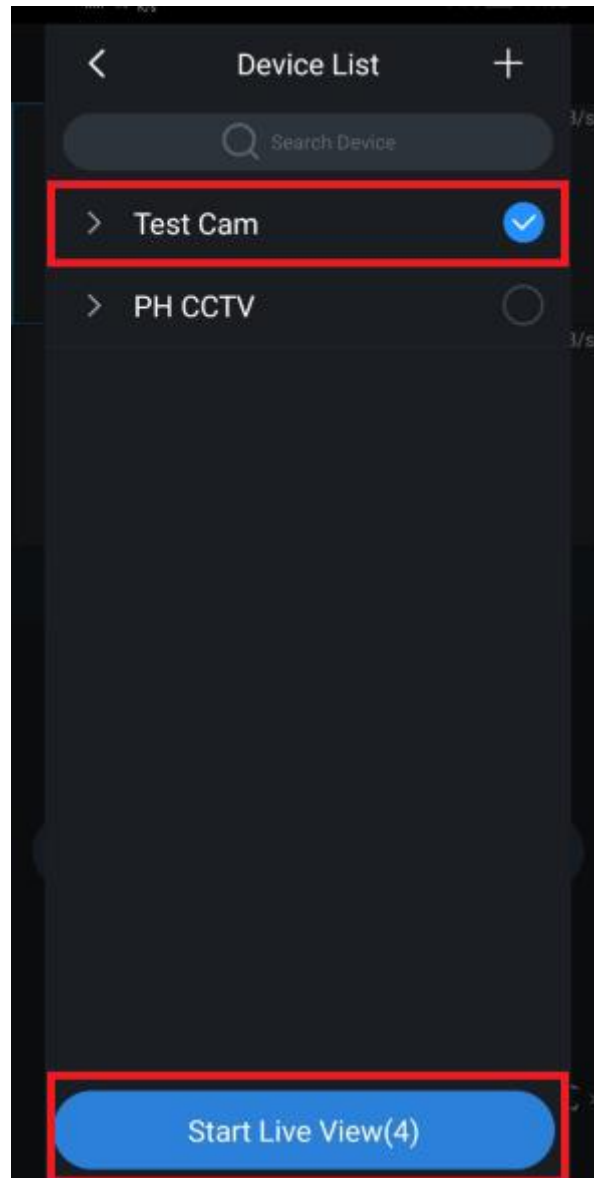 Device List
Search Device
Test Cam
PH CCTV
Start Live View(4)